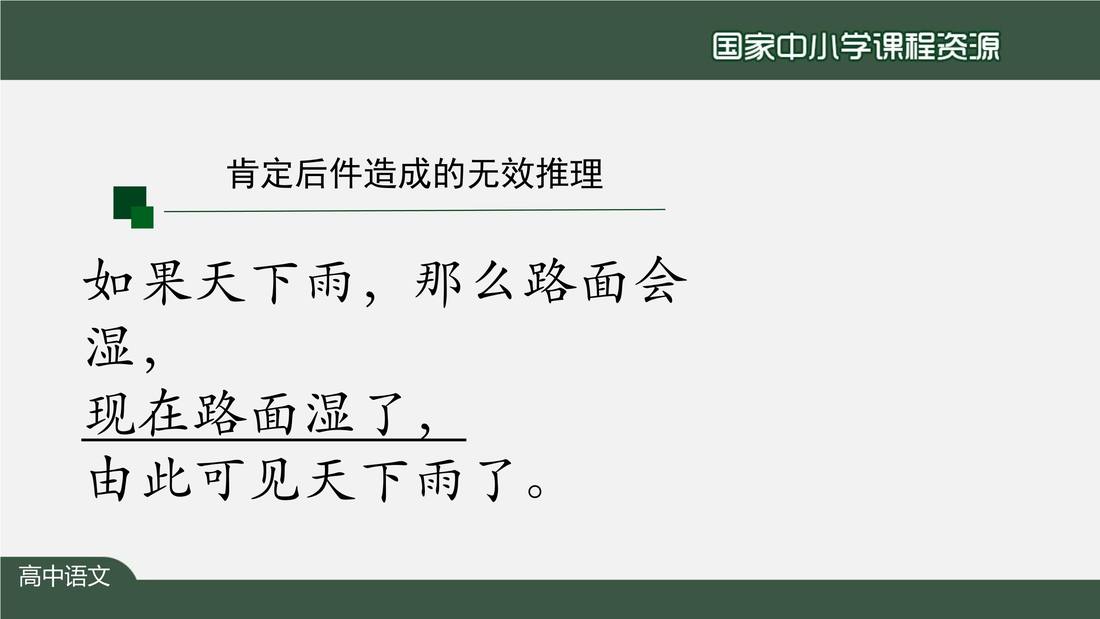 国家中小学课程资源
肯定后件造成的无效推理
如果天下雨，那么路面会
湿，
现在路面湿了，
由此可见天下雨了。
高中语文